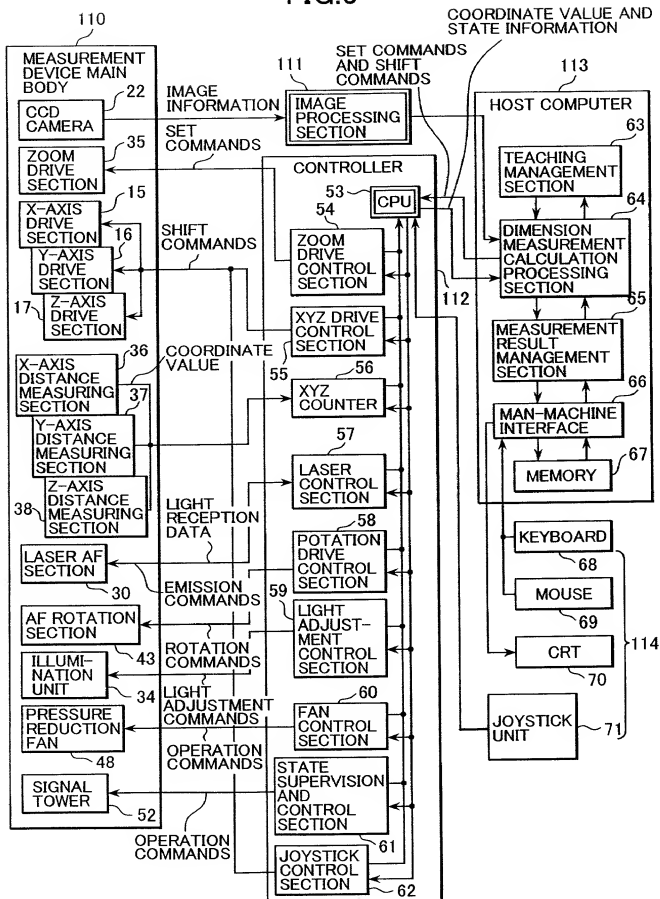 110
MEASUREMENT
DEVICE MAIN
BODY
22
CCD
CAMERA
35
ZOOM
DRIVE
SECTION
15
X-AXIS
DRIVE
SECTION
16
Y-AXIS
DRIVE
SECTION
17
Z-AXIS
DRIVE
SECTION
36
X-AXIS
DISTANCE
MEASURING
SECTION
37
Y-AXIS
DISTANCE
MEASURING
SECTION
38
Z-AXIS
DISTANCE
MEASURING
SECTION
LASER AF
SECTION
30
AF ROTATION
SECTION
43
ILLUMI-
NATION
UNIT
34
PRESSURE
REDUCTION
FAN
48
SIGNAL
TOWER
52
IMAGE
INFORMATION
SET
COMMANDS
SHIFT
COMMANDS
COORDINATE
VALUE
LIGHT
RECEPTION
DATA
EMISSION
COMMANDS
ROTATION
COMMANDS
LIGHT
ADJUSTMENT
COMMANDS
OPERATION
COMMANDS
OPERATION
COMMANDS
111
IMAGE
PROCESSING
SECTION
SET COMMANDS
AND SHIFT
COMMANDS
COORDINATE VALUE AND
STATE INFORMATION
CONTROLLER
53
CPU
112
54
ZOOM
DRIVE
CONTROL
SECTION
XYZ DRIVE
CONTROL
SECTION
55
56
XYZ
COUNTER
57
LASER
CONTROL
SECTION
58
POTATION
DRIVE
CONTROL
SECTION
59
LIGHT
ADJUST-
MENT
CONTROL
SECTION
60
FAN
CONTROL
SECTION
STATE
SUPERVISION
AND
CONTROL
SECTION
61
JOYSTICK
CONTROL
SECTION
62
113
HOST COMPUTER
63
TEACHING
MANAGEMENT
SECTION
64
DIMENSION
MEASUREMENT
CALCULATION
PROCESSING
SECTION
65
MEASUREMENT
RESULT
MANAGEMENT
SECTION
66
MAN-MACHINE
INTERFACE
MEMORY
67
KEYBOARD
68
MOUSE
69
CRT
70
JOYSTICK
UNIT
71
114